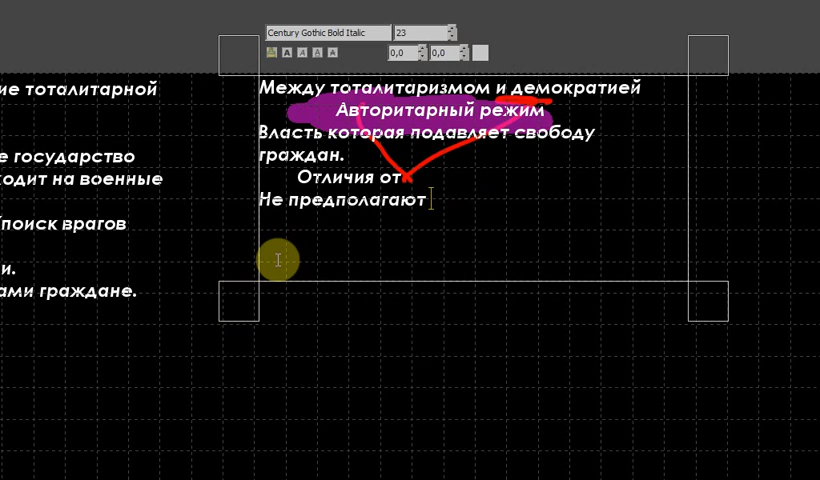 Century Gothic Bold Italic
23
0,0
0,0
ие тоталитарной
е государство
ходит на военные
поиск врагов
и.
ами граждане.
Между тоталитаризмом и демократией
Авторитарный режим
Власть которая подавляет свободу
граждан.
Отличия от
Не предполагают